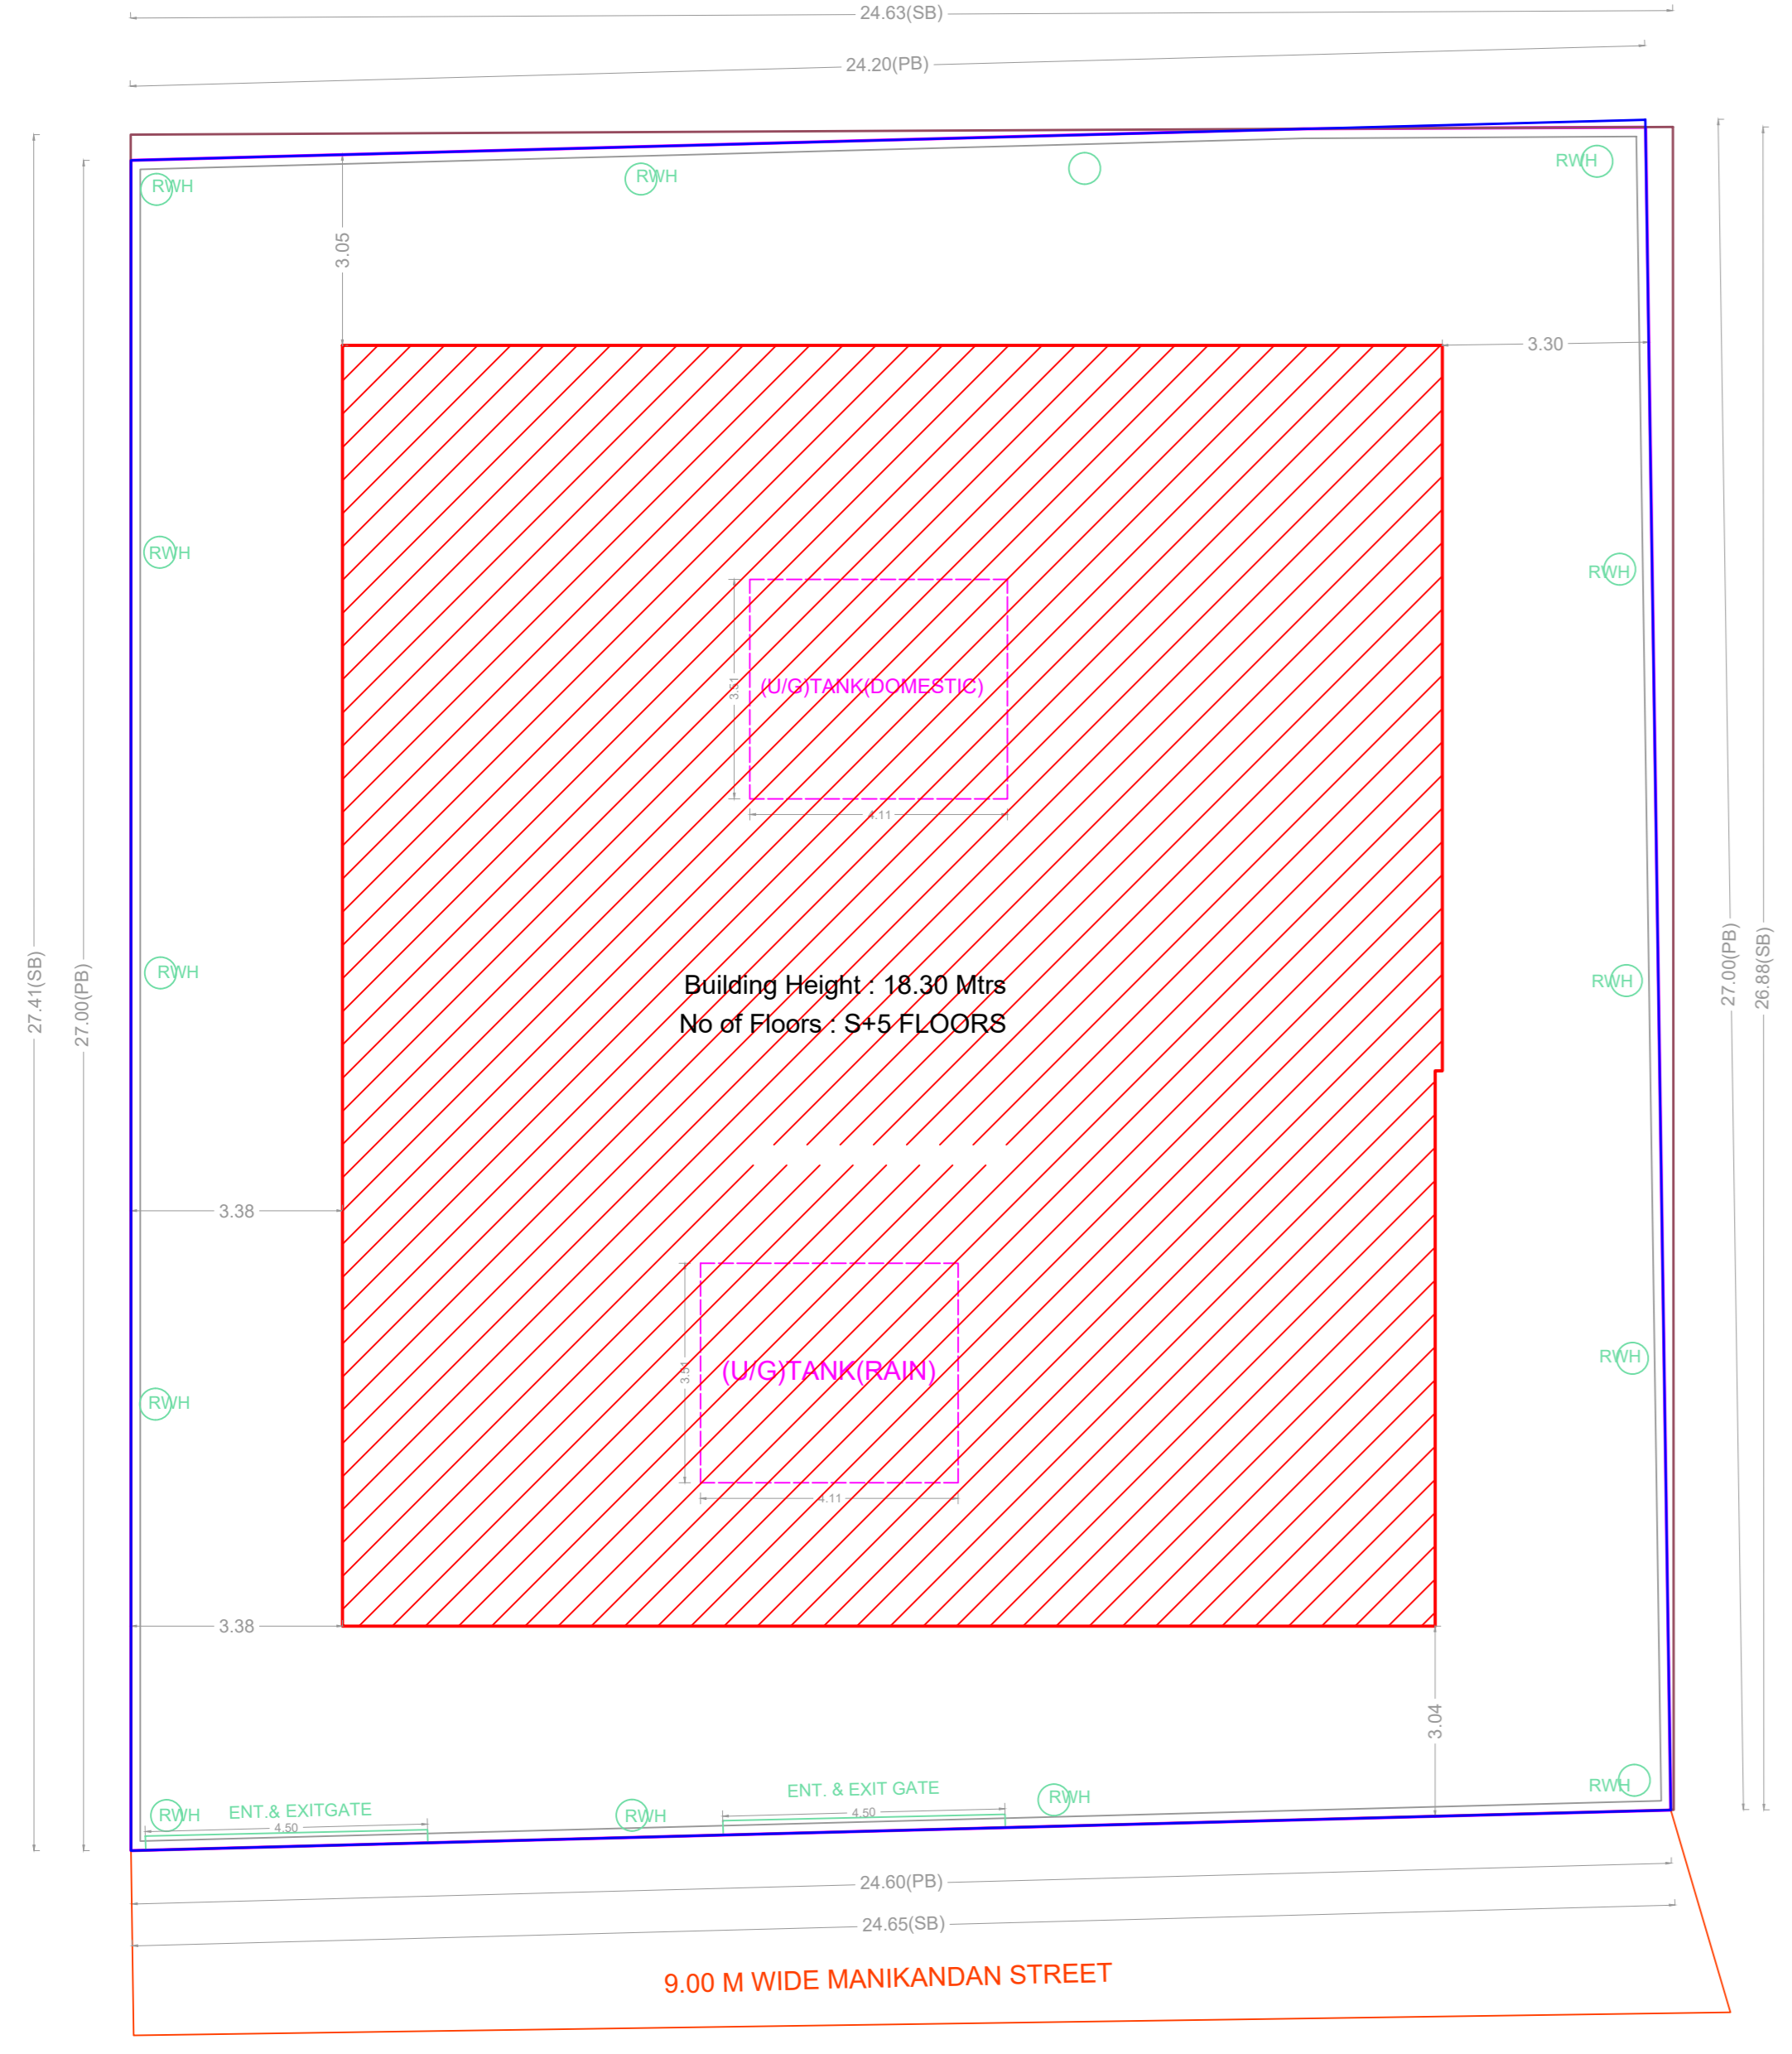 24.63(SB)
24.20(PB)
RWH
RWH
RWH
3.05
3.30
RWH
RWH
3.51
(U/G)TANK(DOMESTIC)
4.11
27.41(SB)
27.00(PB)
27.00(PB)
26.88(SB)
RWH
RWH
Building Height : 18.30 Mtrs
No of Floors : S+5 FLOORS
3.38
3.51
(U/G)TANK(RAIN)
RWH
RWH
4.11
3.38
3.04
ENT.& EXITGATE
ENT. & EXIT GATE
RWH
4.50
RWH
4.50
RWH
RWH
24.60(PB)
24.65(SB)
9.00 M WIDE MANIKANDAN STREET